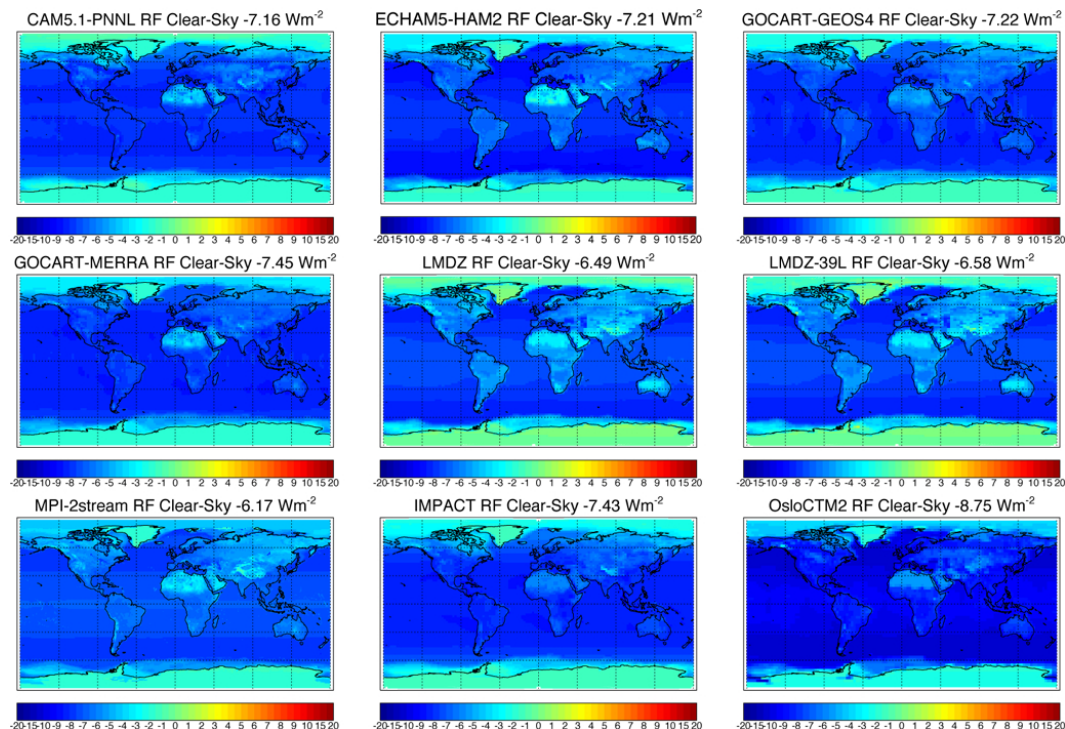 CAM5.1-PNNL RF Clear-Sky -7.16 Wm⁻²
ECHAM5-HAM2 RF Clear-Sky -7.21 Wm⁻²
GOCART-GEOS4 RF Clear-Sky -7.22 Wm⁻²
-20-15-10-9 -8 -7 -6 -5 -4 -3 -2 -1 0 1 2 3 4 5 6 7 8 9 10 15 20
-20-15-10-9 -8 -7 -6 -5 -4 -3 -2 -1 0 1 2 3 4 5 6 7 8 9 10 15 20
-20-15-10-9 -8 -7 -6 -5 -4 -3 -2 -1 0 1 2 3 4 5 6 7 8 9 10 15 20
GOCART-MERRA RF Clear-Sky -7.45 Wm⁻²
LMDZ RF Clear-Sky -6.49 Wm⁻²
LMDZ-39L RF Clear-Sky -6.58 Wm⁻²
-20-15-10-9 -8 -7 -6 -5 -4 -3 -2 -1 0 1 2 3 4 5 6 7 8 9 10 15 20
-20-15-10-9 -8 -7 -6 -5 -4 -3 -2 -1 0 1 2 3 4 5 6 7 8 9 10 15 20
-20-15-10-9 -8 -7 -6 -5 -4 -3 -2 -1 0 1 2 3 4 5 6 7 8 9 10 15 20
MPI-2stream RF Clear-Sky -6.17 Wm⁻²
IMPACT RF Clear-Sky -7.43 Wm⁻²
OsloCTM2 RF Clear-Sky -8.75 Wm⁻²
-20-15-10-9 -8 -7 -6 -5 -4 -3 -2 -1 0 1 2 3 4 5 6 7 8 9 10 15 20
-20-15-10-9 -8 -7 -6 -5 -4 -3 -2 -1 0 1 2 3 4 5 6 7 8 9 10 15 20
-20-15-10-9 -8 -7 -6 -5 -4 -3 -2 -1 0 1 2 3 4 5 6 7 8 9 10 15 20